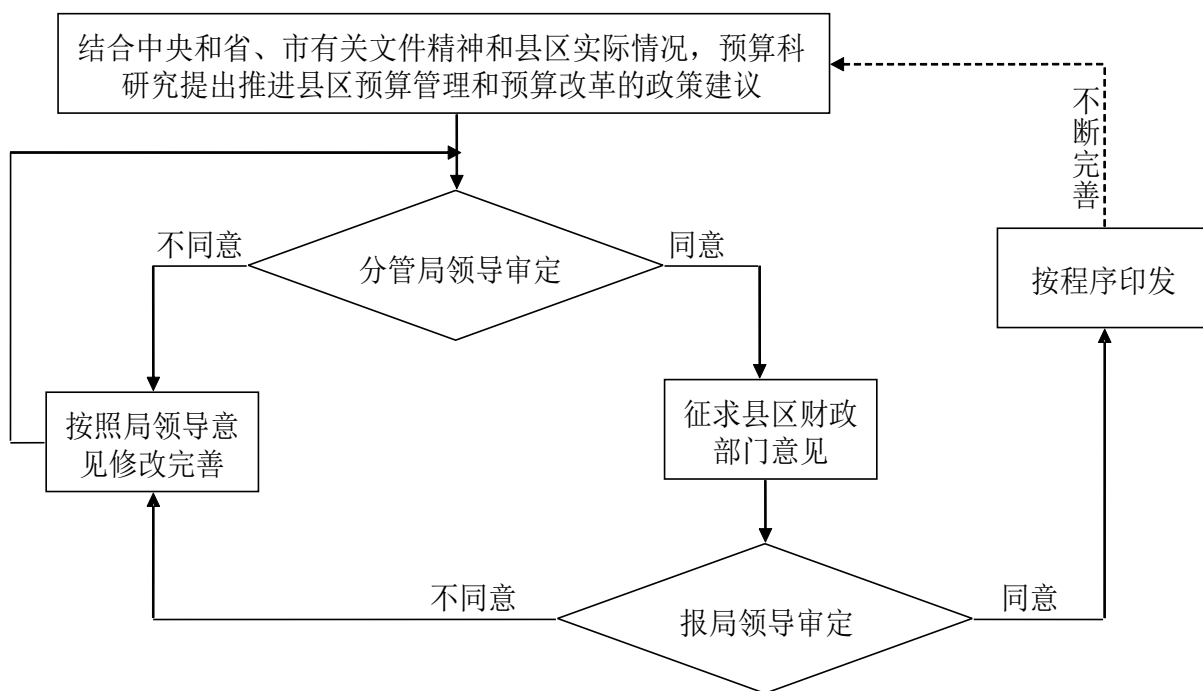 结合中央和省、市有关文件精神和县区实际情况，预算科
研究提出推进县区预算管理和预算改革的政策建议
不断完善
不同意
同意
分管局领导审定
按程序印发
按照局领导意
见修改完善
征求县区财政
部门意见
不同意
同意
报局领导审定